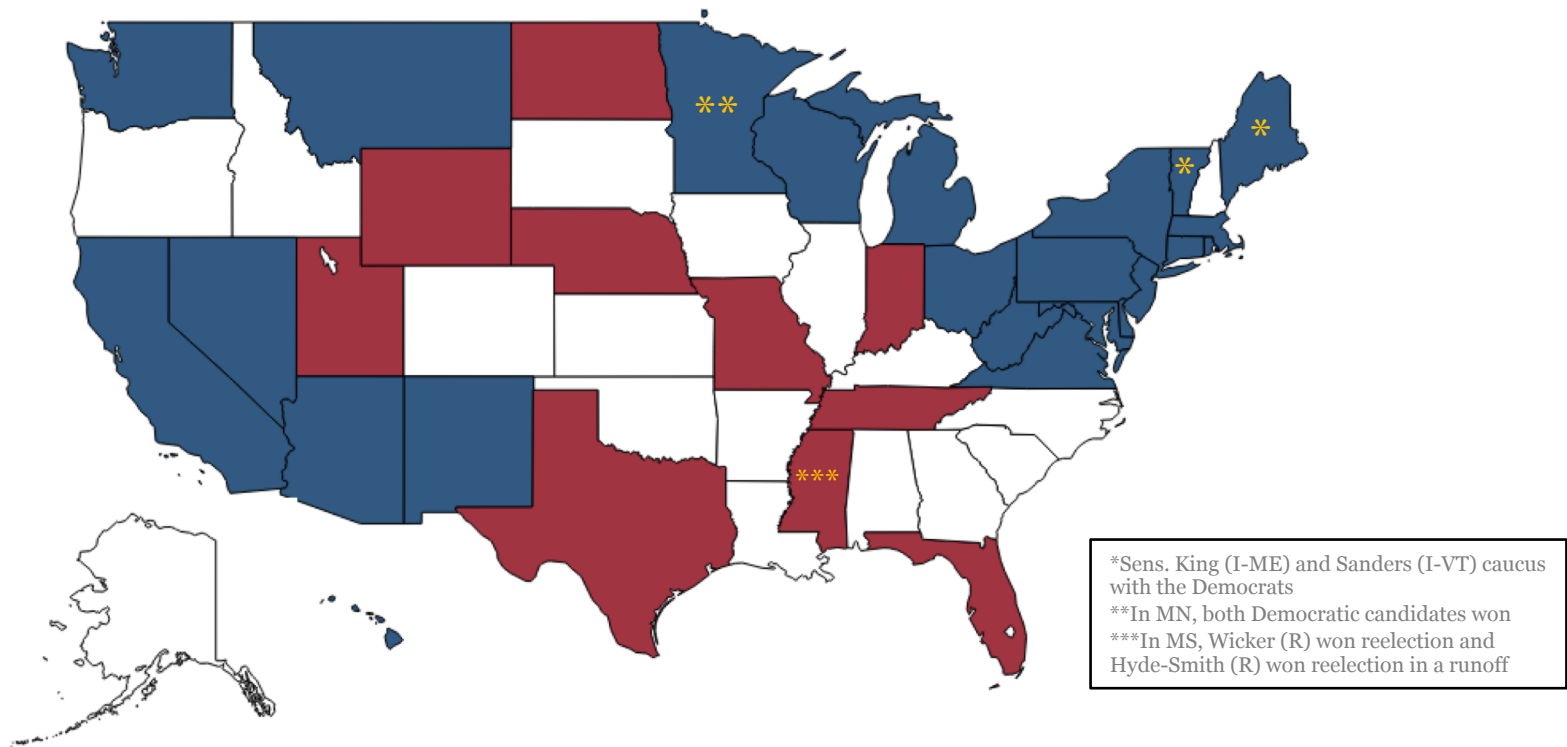 **
*
*
***
*Sens. King (I-ME) and Sanders (I-VT) caucus
with the Democrats
**In MN, both Democratic candidates won
***In MS, Wicker (R) won reelection and
Hyde-Smith (R) won reelection in a runoff